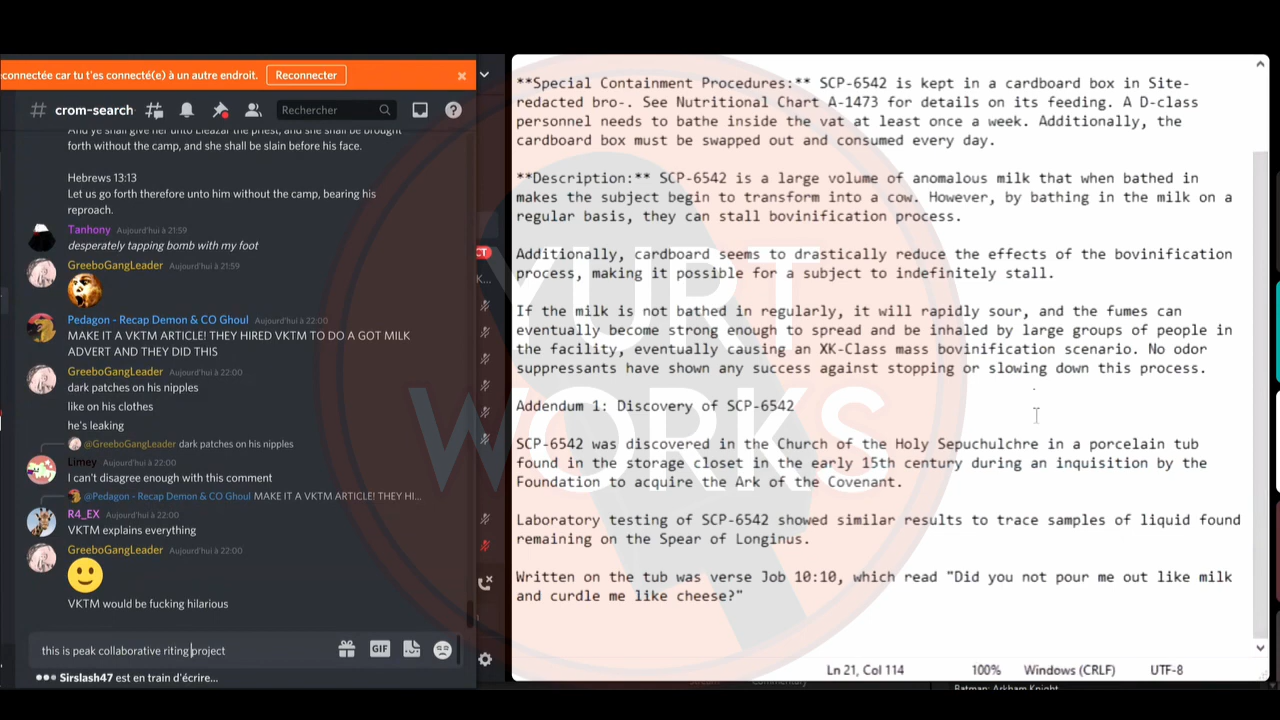 connectée car tu t'es connecté(e) à un autre endroit.
Reconnecter
crom-search
Rechercher
And ye shall give her unto Eleazar the priest, and she shall be brought
forth without the camp, and she shall be slain before his face.
Hebrews 13:13
Let us go forth therefore unto him without the camp, bearing his
reproach.
Tanhony Aujourd'hui à 21:59
desperately tapping bomb with my foot
GreeboGangLeader Aujourd'hui à 21:59
Pedagon - Recap Demon & CO Ghoul Aujourd'hui à 22:00
MAKE IT A VKTM ARTICLE! THEY HIRED VKTM TO DO A GOT MILK
ADVERT AND THEY DID THIS
GreeboGangLeader Aujourd'hui à 22:00
dark patches on his nipples
like on his clothes
he's leaking
@GreeboGangLeader dark patches on his nipples
Limey Aujourd'hui à 22:00
I can't disagree enough with this comment
@Pedagon - Recap Demon & CO Ghoul MAKE IT A VKTM ARTICLE! THEY HI...
R4_EX Aujourd'hui à 22:00
VKTM explains everything
GreeboGangLeader Aujourd'hui à 22:00
VKTM would be fucking hilarious
this is peak collaborative riting project
GIF
Sirslash47 est en train d'écrire...
CT
K...
**Special Containment Procedures:** SCP-6542 is kept in a cardboard box in Site-
redacted bro-. See Nutritional Chart A-1473 for details on its feeding. A D-class
personnel needs to bathe inside the vat at least once a week. Additionally, the
cardboard box must be swapped out and consumed every day.
**Description:** SCP-6542 is a large volume of anomalous milk that when bathed in
makes the subject begin to transform into a cow. However, by bathing in the milk on a
regular basis, they can stall bovinification process.
Additionally, cardboard seems to drastically reduce the effects of the bovinification
process, making it possible for a subject to indefinitely stall.
If the milk is not bathed in regularly, it will rapidly sour, and the fumes can
eventually become strong enough to spread and be inhaled by large groups of people in
the facility, eventually causing an XK-Class mass bovinification scenario. No odor
suppressants have shown any success against stopping or slowing down this process.
Addendum 1: Discovery of SCP-6542
SCP-6542 was discovered in the Church of the Holy Sepuchulchre in a porcelain tub
found in the storage closet in the early 15th century during an inquisition by the
Foundation to acquire the Ark of the Covenant.
Laboratory testing of SCP-6542 showed similar results to trace samples of liquid found
remaining on the Spear of Longinus.
Written on the tub was verse Job 10:10, which read "Did you not pour me out like milk
and curdle me like cheese?"
Ln 21, Col 114
100%
Windows (CRLF)
UTF-8
Batman: Arkham Knight
YURT
WORKS